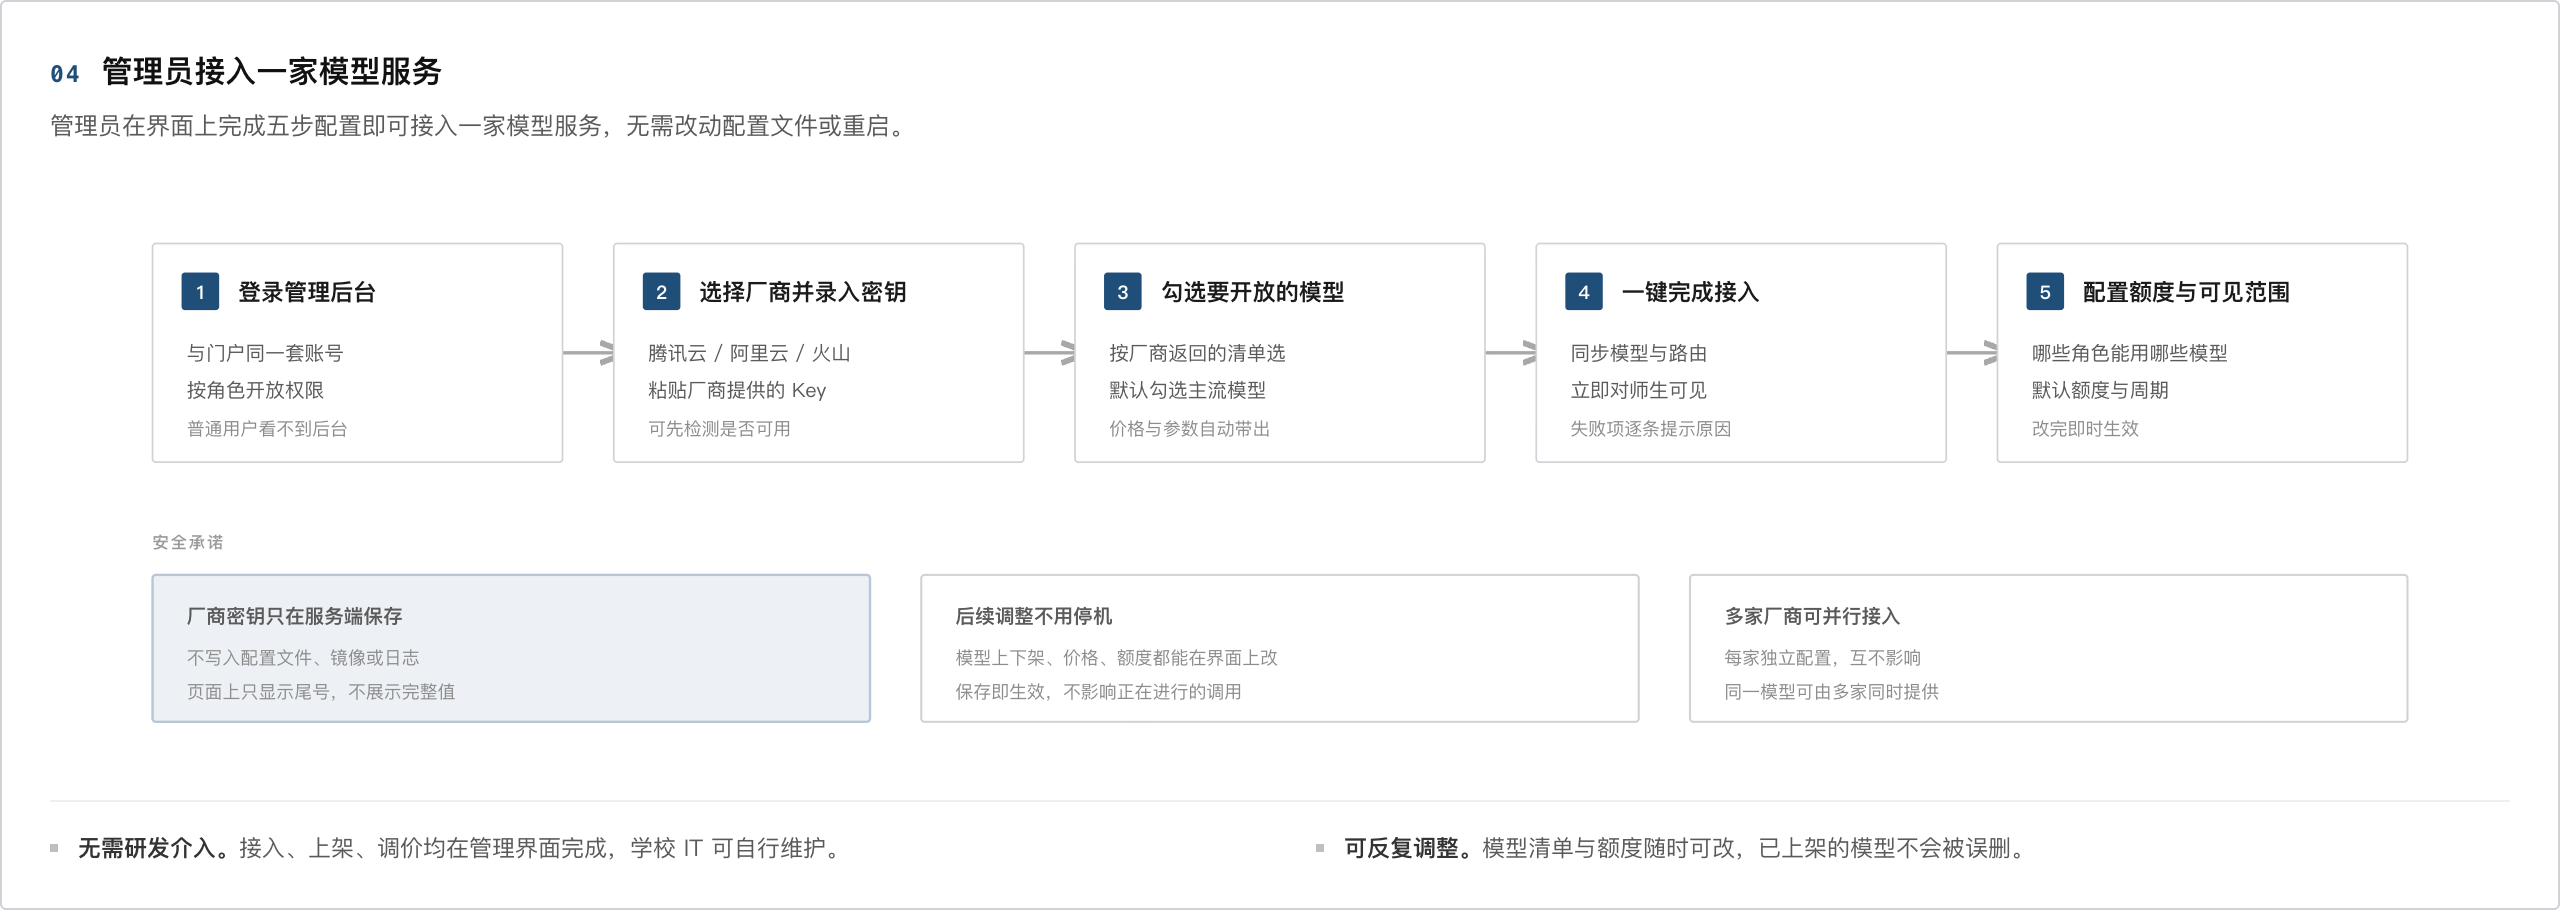 04 管理员接入一家模型服务
管理员在界面上完成五步配置即可接入一家模型服务，无需改动配置文件或重启。
1 登录管理后台
与门户同一套账号
按角色开放权限
普通用户看不到后台
2 选择厂商并录入密钥
腾讯云 / 阿里云 / 火山
粘贴厂商提供的 Key
可先检测是否可用
3 勾选要开放的模型
按厂商返回的清单选
默认勾选主流模型
价格与参数自动带出
4 一键完成接入
同步模型与路由
立即对师生可见
失败项逐条提示原因
5 配置额度与可见范围
哪些角色能用哪些模型
默认额度与周期
改完即时生效
安全承诺
厂商密钥只在服务端保存
不写入配置文件、镜像或日志
页面上只显示尾号，不展示完整值
后续调整不用停机
模型上下架、价格、额度都能在界面上改
保存即生效，不影响正在进行的调用
多家厂商可并行接入
每家独立配置，互不影响
同一模型可由多家同时提供
无需研发介入。接入、上架、调价均在管理界面完成，学校 IT 可自行维护。
可反复调整。模型清单与额度随时可改，已上架的模型不会被误删。